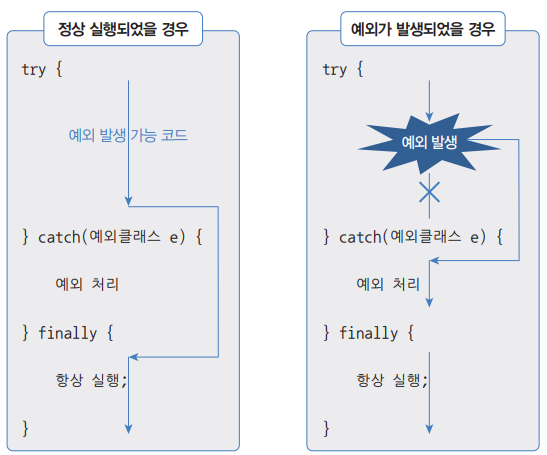 정상 실행되었을 경우
try {
예외 발생 가능 코드
} catch(예외클래스 e) {
예외 처리
} finally {
항상 실행;
}
예외가 발생되었을 경우
try {
예외 발생
} catch(예외클래스 e) {
예외 처리
} finally {
항상 실행;
}